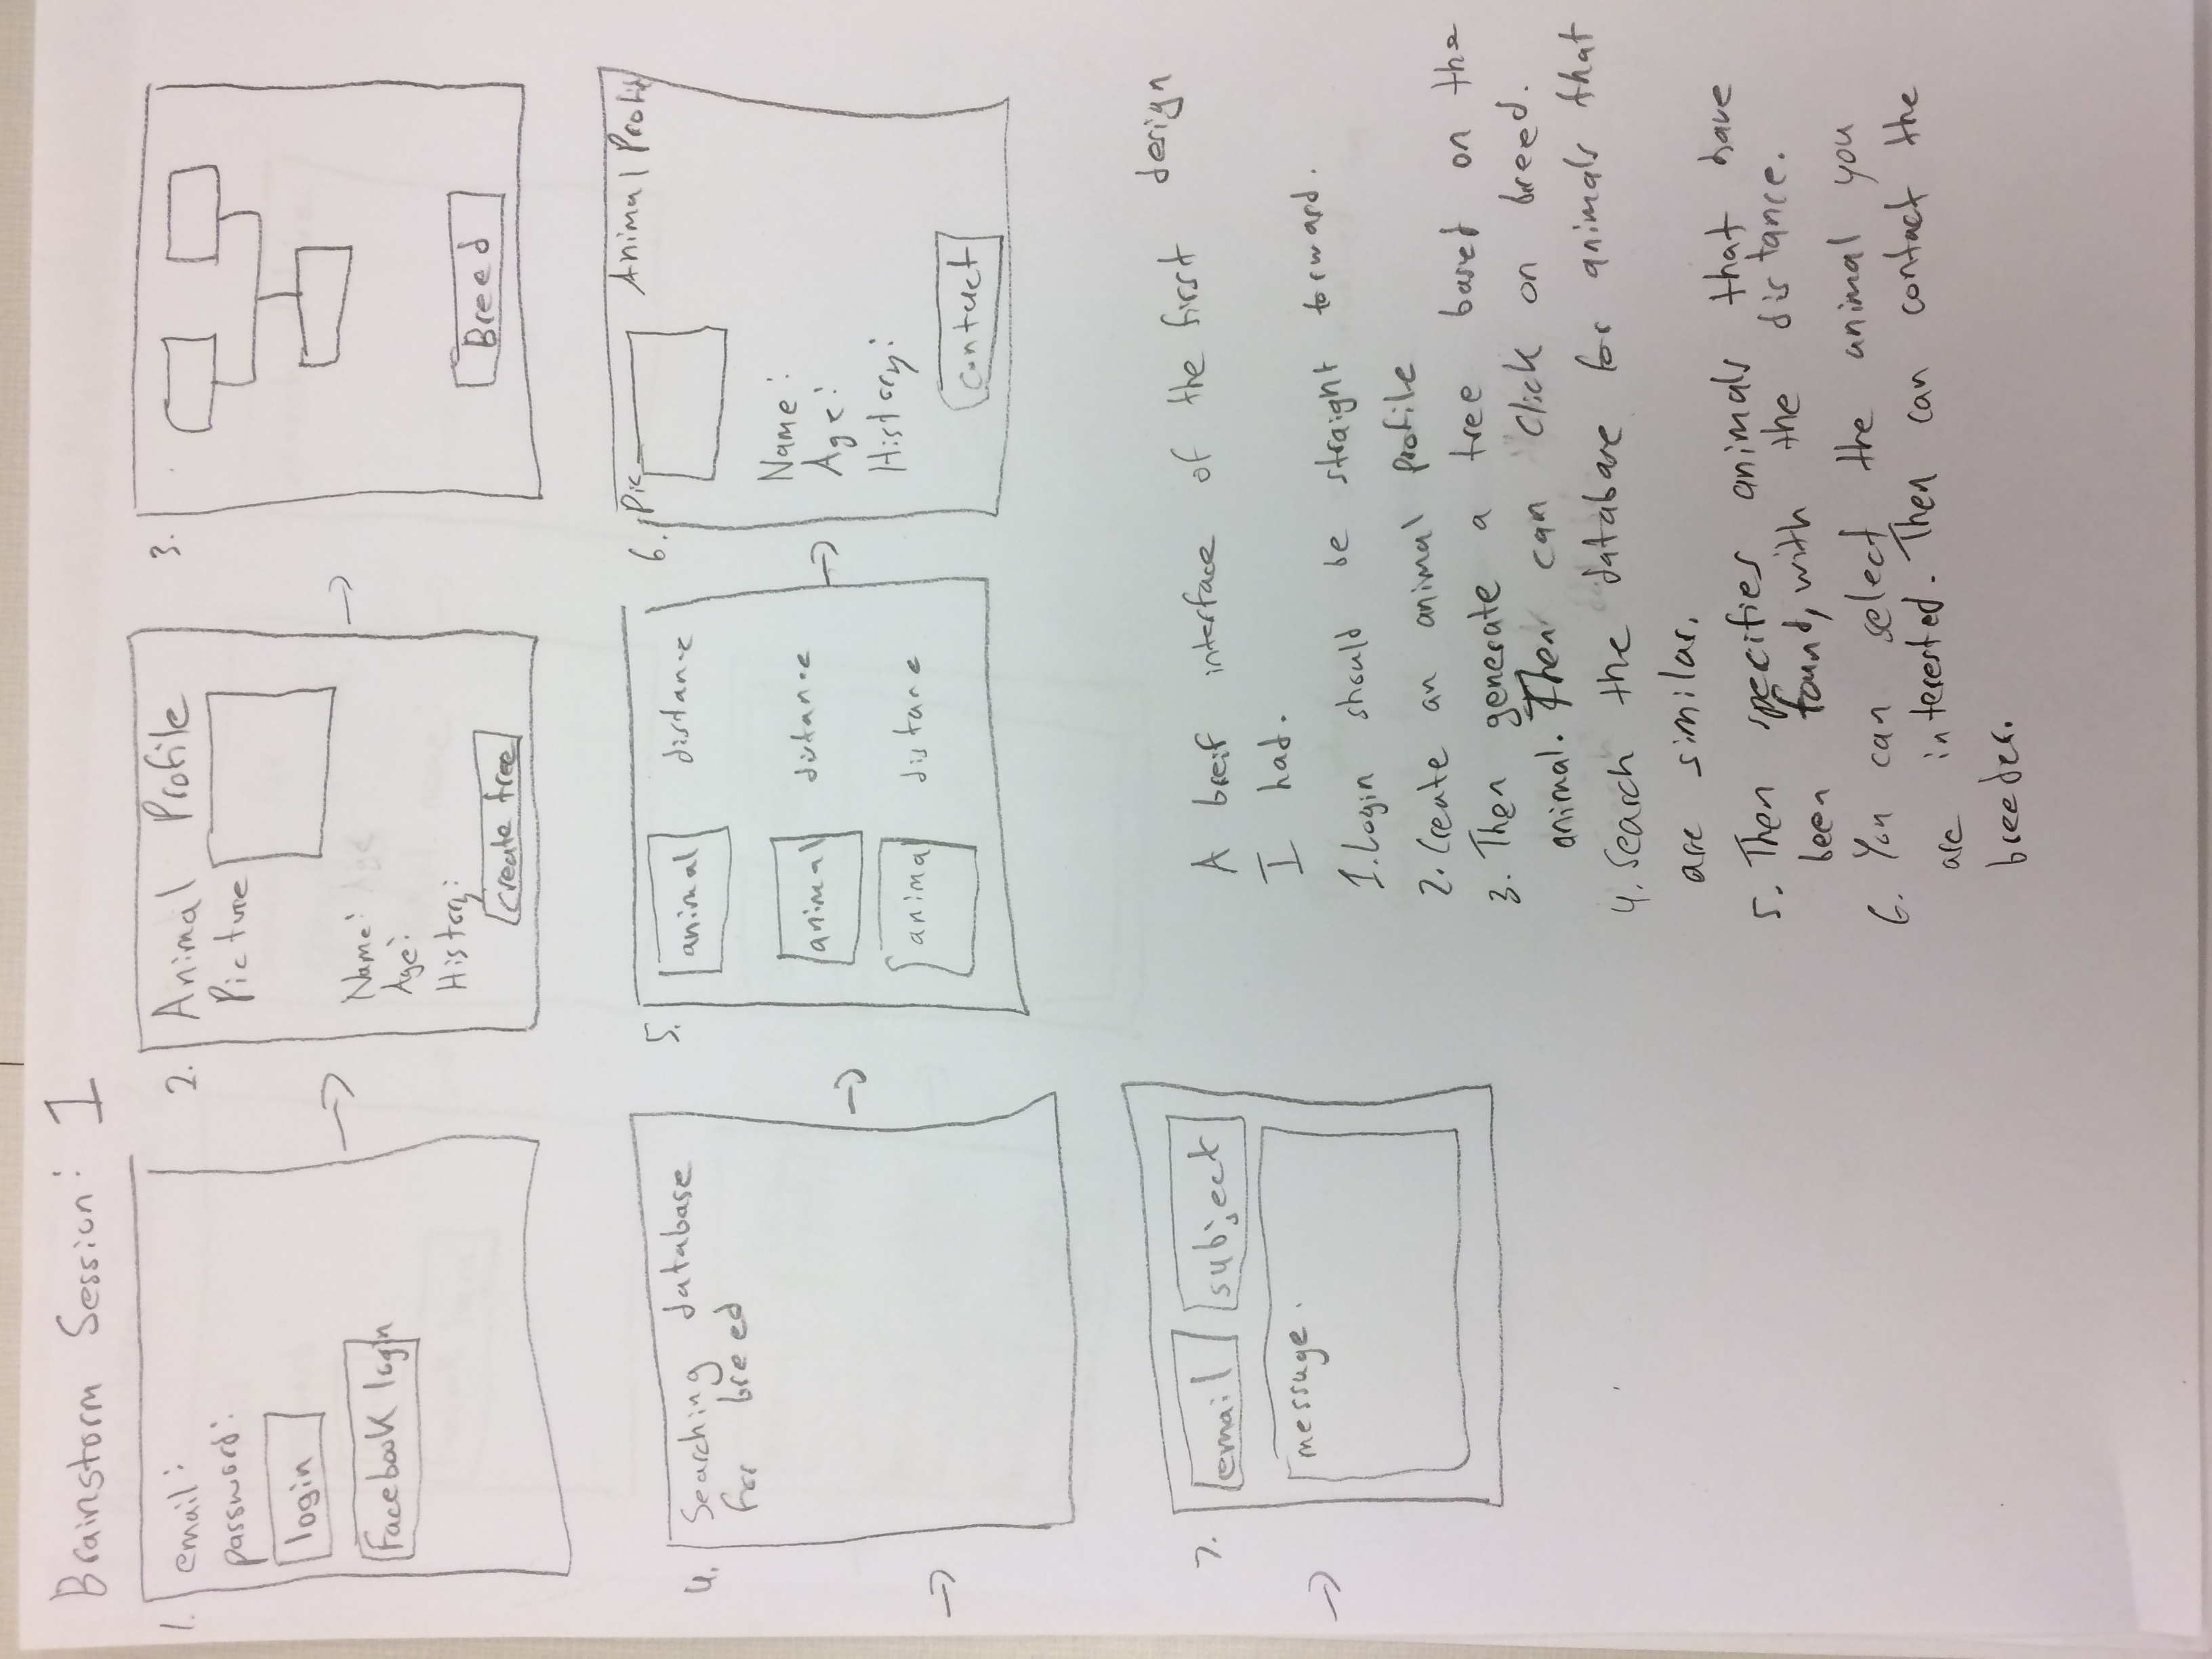 Brainstorm Session: 1
1.
email:
password:
login
Facebook login
2.
Animal Profile
Picture
Name:
Age:
History:
create tree
3.
Breed
4.
Searching database
for breed
5.
animal distance
animal distance
animal distane
6.
Pic Animal Profile
Name:
Age:
History:
contact
7.
email subject
message.
A breif interface of the first design
I had.
1. Login should be straight forward.
2. Create an animal profile
3. Then generate a tree based on the
animal. Then can click on breed.
4. Search the database for animals that
are similar.
5. Then specifies animals that have
been found, with the distance.
6. You can select the animal you
are interested. Then can contact the
breeder.